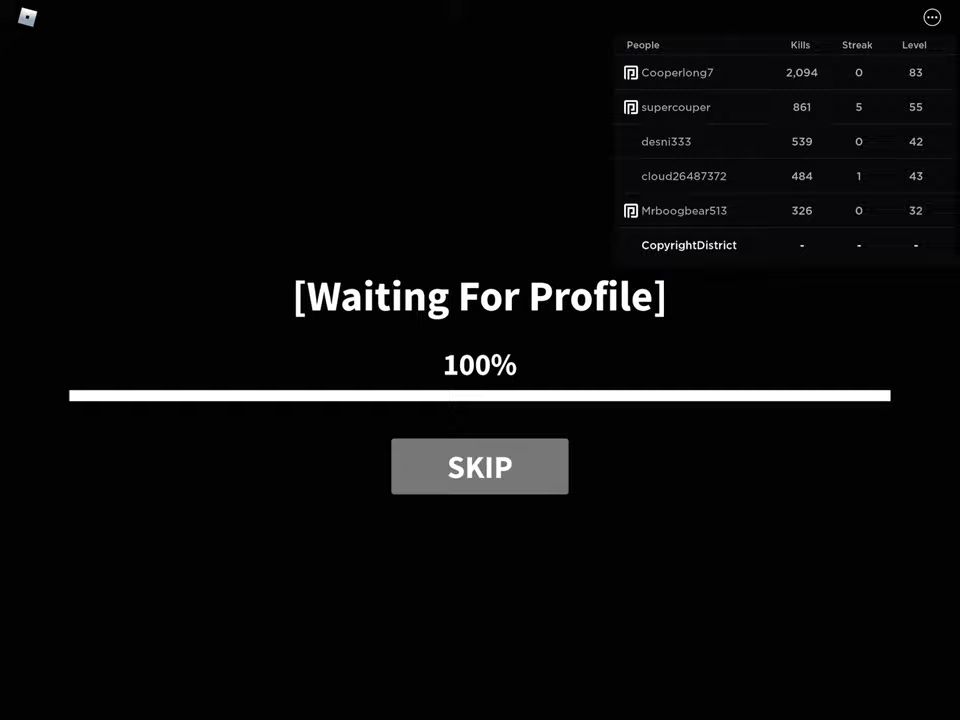 People Kills Streak Level
Cooperlong7 2,094 0 83
supercouper 861 5 55
desni333 539 0 42
cloud26487372 484 1 43
Mrboogbear513 326 0 32
CopyrightDistrict - - -
[Waiting For Profile]
100%
SKIP